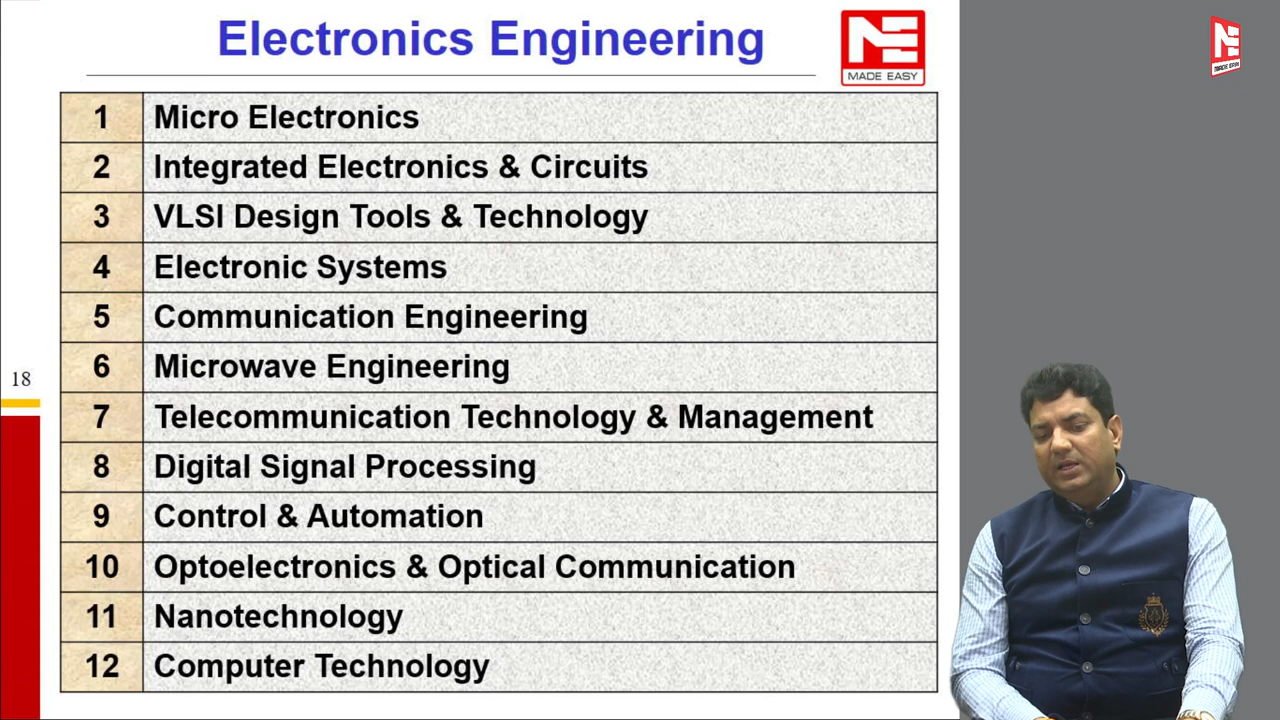 Electronics Engineering
MADE EASY
MADE EASY
1 Micro Electronics
2 Integrated Electronics & Circuits
3 VLSI Design Tools & Technology
4 Electronic Systems
5 Communication Engineering
6 Microwave Engineering
18
7 Telecommunication Technology & Management
8 Digital Signal Processing
9 Control & Automation
10 Optoelectronics & Optical Communication
11 Nanotechnology
12 Computer Technology